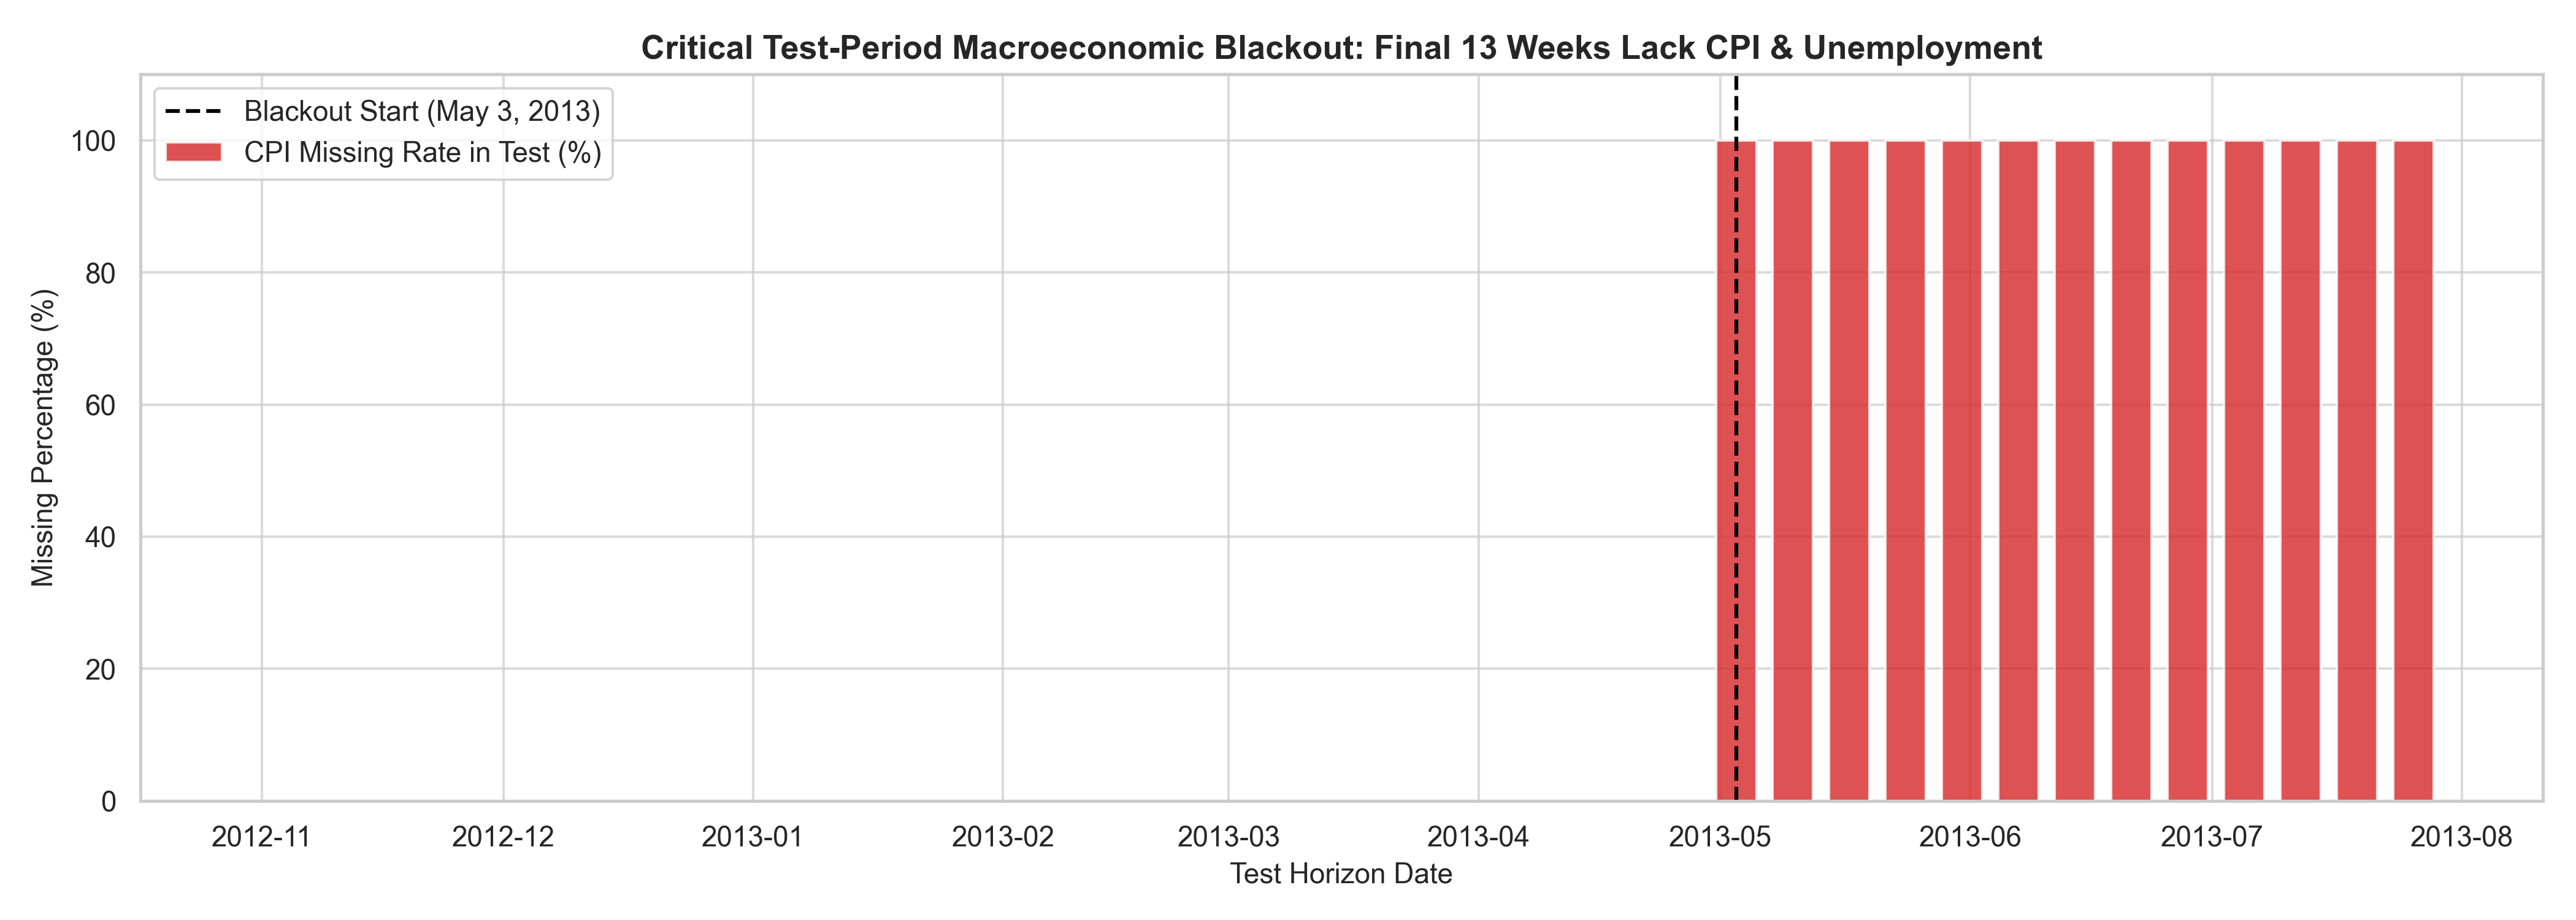 Critical Test-Period Macroeconomic Blackout: Final 13 Weeks Lack CPI & Unemployment
Blackout Start (May 3, 2013)
CPI Missing Rate in Test (%)
Missing Percentage (%)
100
80
60
40
20
0
2012-11 2012-12 2013-01 2013-02 2013-03 2013-04 2013-05 2013-06 2013-07 2013-08
Test Horizon Date